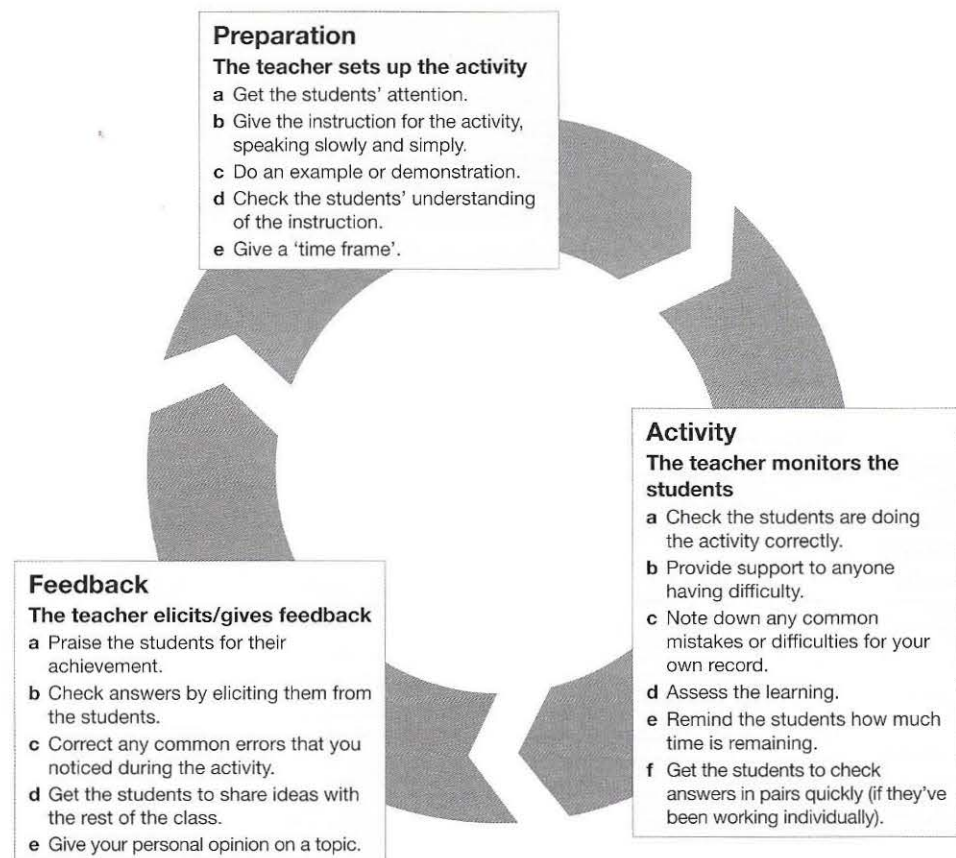 Preparation
The teacher sets up the activity
a Get the students' attention.
b Give the instruction for the activity,
speaking slowly and simply.
c Do an example or demonstration.
d Check the students' understanding
of the instruction.
e Give a 'time frame'.
Activity
The teacher monitors the
students
a Check the students are doing
the activity correctly.
b Provide support to anyone
having difficulty.
c Note down any common
mistakes or difficulties for your
own record.
d Assess the learning.
e Remind the students how much
time is remaining.
f Get the students to check
answers in pairs quickly (if they've
been working individually).
Feedback
The teacher elicits/gives feedback
a Praise the students for their
achievement.
b Check answers by eliciting them from
the students.
c Correct any common errors that you
noticed during the activity.
d Get the students to share ideas with
the rest of the class.
e Give your personal opinion on a topic.